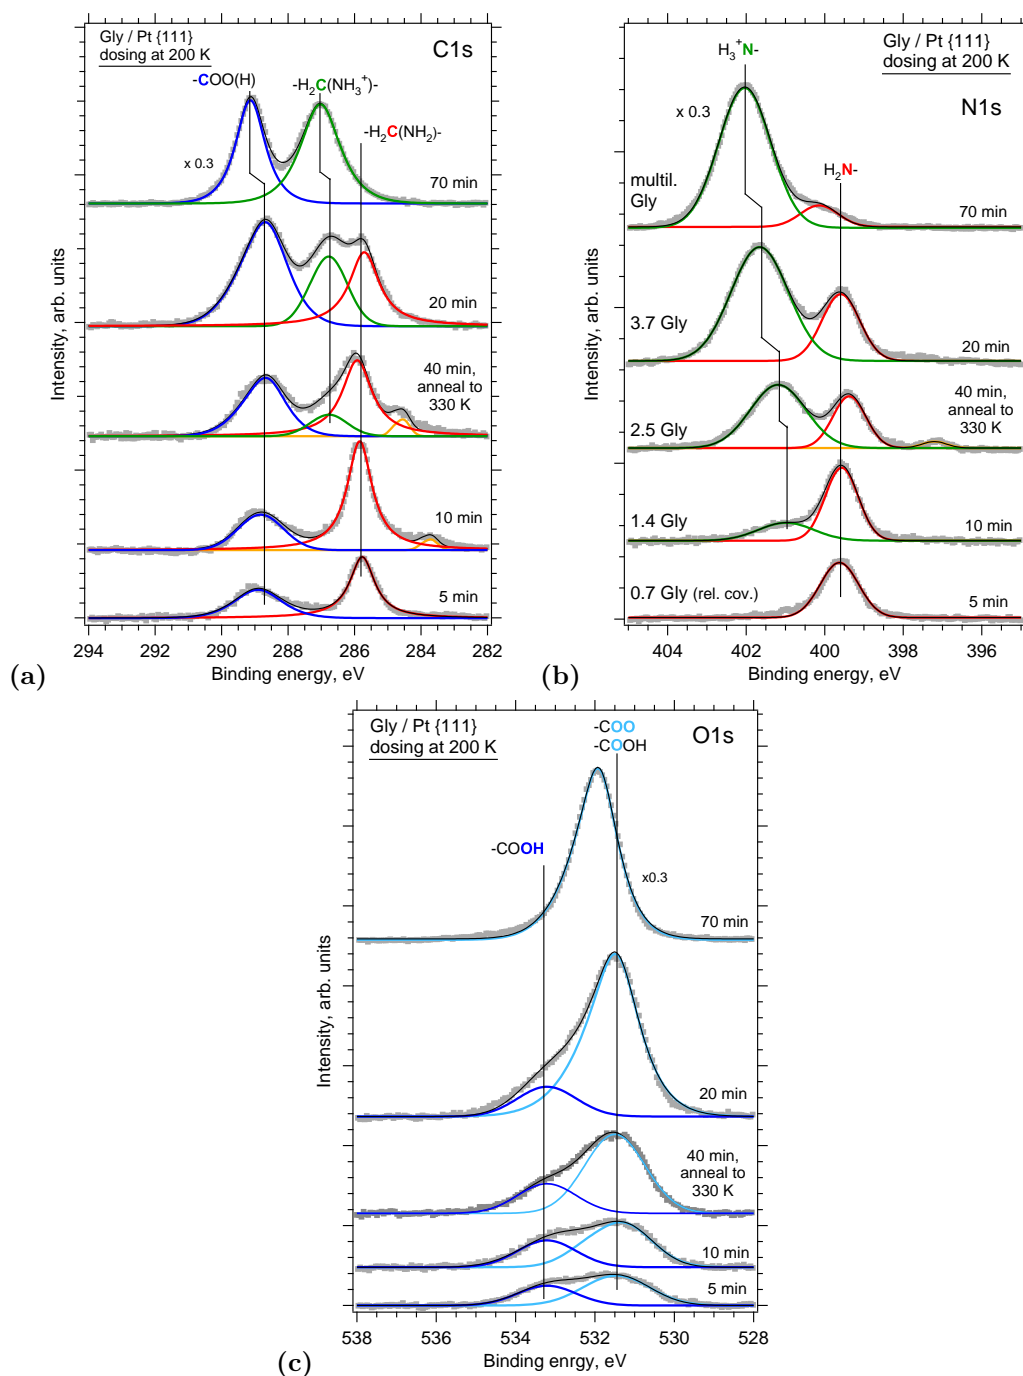 Gly / Pt {111}
dosing at 200 K
C1s
-COO(H)
-H₂C(NH₃⁺)-
-H₂C(NH₂)-
x 0.3
70 min
20 min
40 min,
anneal to
330 K
10 min
5 min
Intensity, arb. units
294 292 290 288 286 284 282
Binding energy, eV
(a)
H₃⁺N-
Gly / Pt {111}
dosing at 200 K
N1s
x 0.3
H₂N-
multil.
Gly
70 min
3.7 Gly
20 min
40 min,
anneal to
330 K
2.5 Gly
1.4 Gly
10 min
0.7 Gly (rel. cov.)
5 min
Intensity, arb. units
404 402 400 398 396
Binding energy, eV
(b)
Gly / Pt {111}
dosing at 200 K
-COO
-COOH
O1s
-COOH
x0.3
70 min
20 min
40 min,
anneal to
330 K
10 min
5 min
Intensity, arb. units
538 536 534 532 530 528
Binding enrgy, eV
(c)